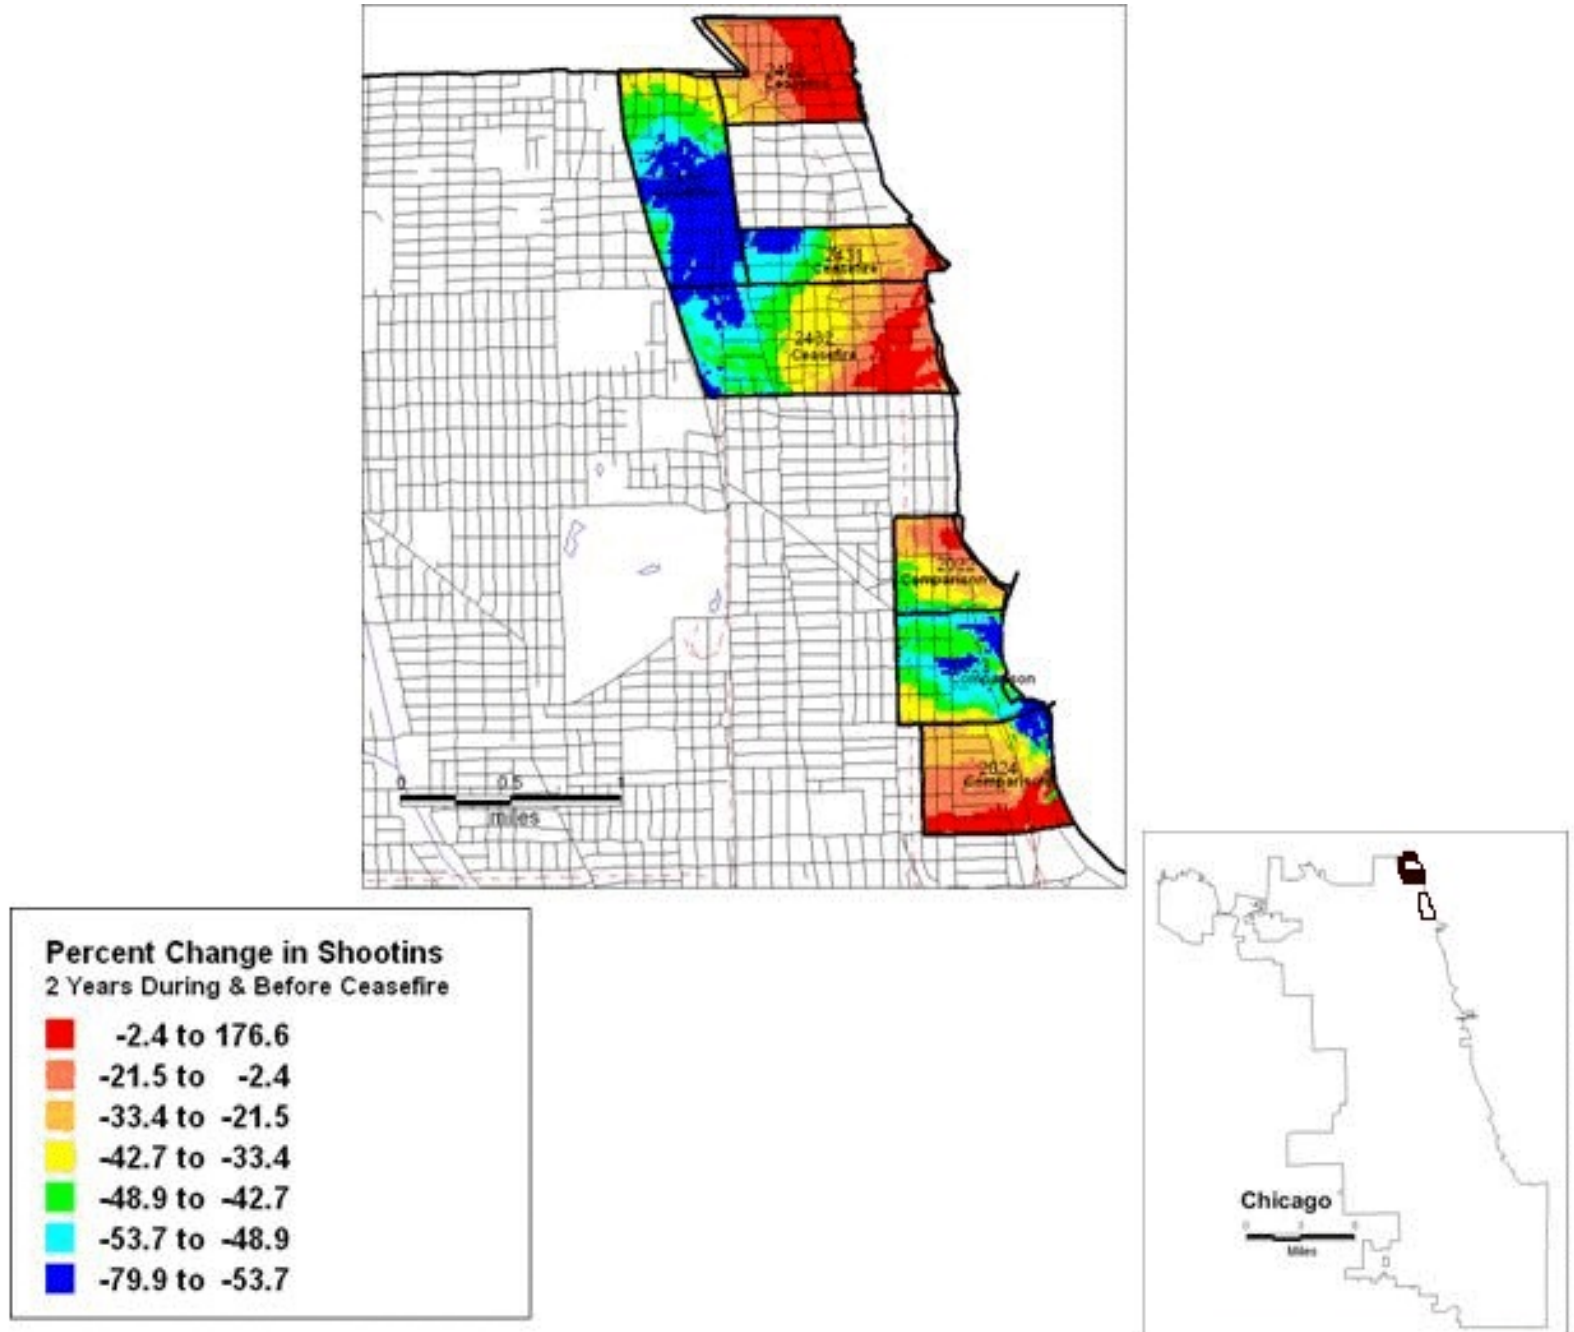 Ceasefire
2431
Ceasefire
2432
Ceasefire
Comparison
Comparison
2024
Comparison
0 0.5 1
miles
Percent Change in Shootins
2 Years During & Before Ceasefire
-2.4 to 176.6
-21.5 to -2.4
-33.4 to -21.5
-42.7 to -33.4
-48.9 to -42.7
-53.7 to -48.9
-79.9 to -53.7
Chicago
Miles